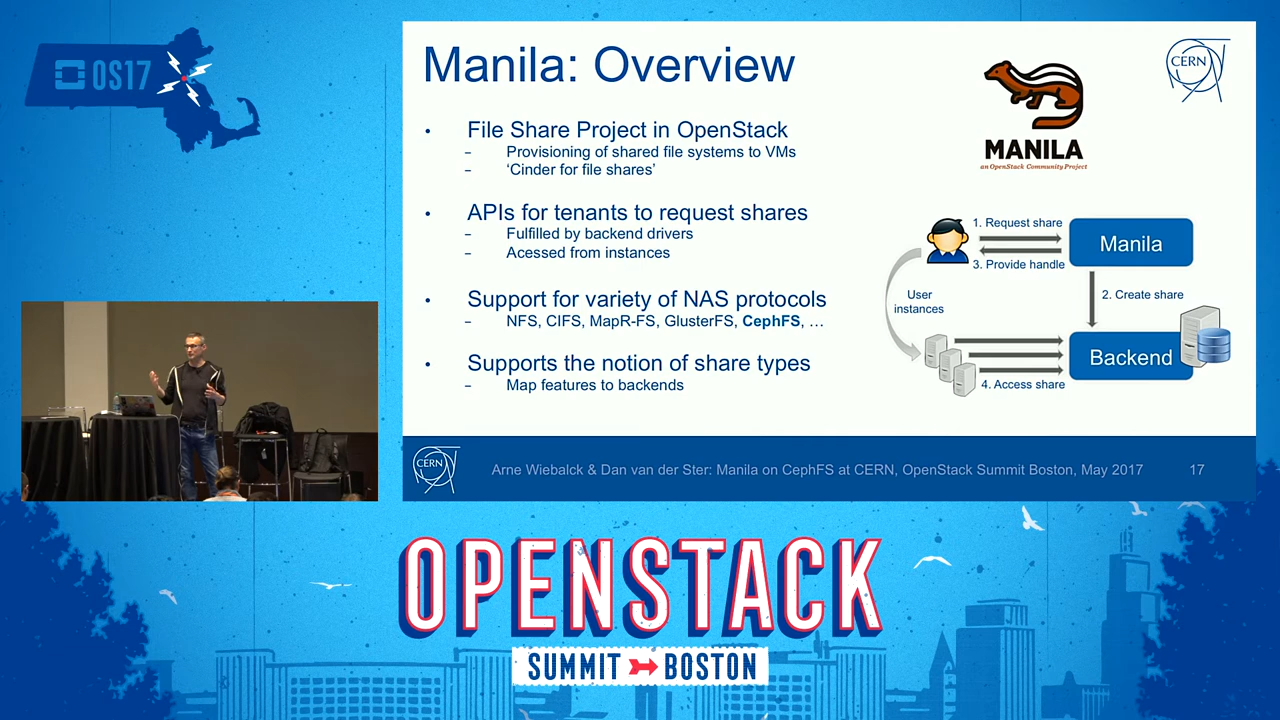 OS17
Manila: Overview
CERN
MANILA
an OpenStack Community Project
• File Share Project in OpenStack
– Provisioning of shared file systems to VMs
– ‘Cinder for file shares’
• APIs for tenants to request shares
– Fulfilled by backend drivers
– Acessed from instances
• Support for variety of NAS protocols
– NFS, CIFS, MapR-FS, GlusterFS, CephFS, …
• Supports the notion of share types
– Map features to backends
1. Request share
Manila
3. Provide handle
User
instances
2. Create share
Backend
4. Access share
CERN
Arne Wiebalck & Dan van der Ster: Manila on CephFS at CERN, OpenStack Summit Boston, May 2017
17
OPENSTACK
SUMMIT BOSTON